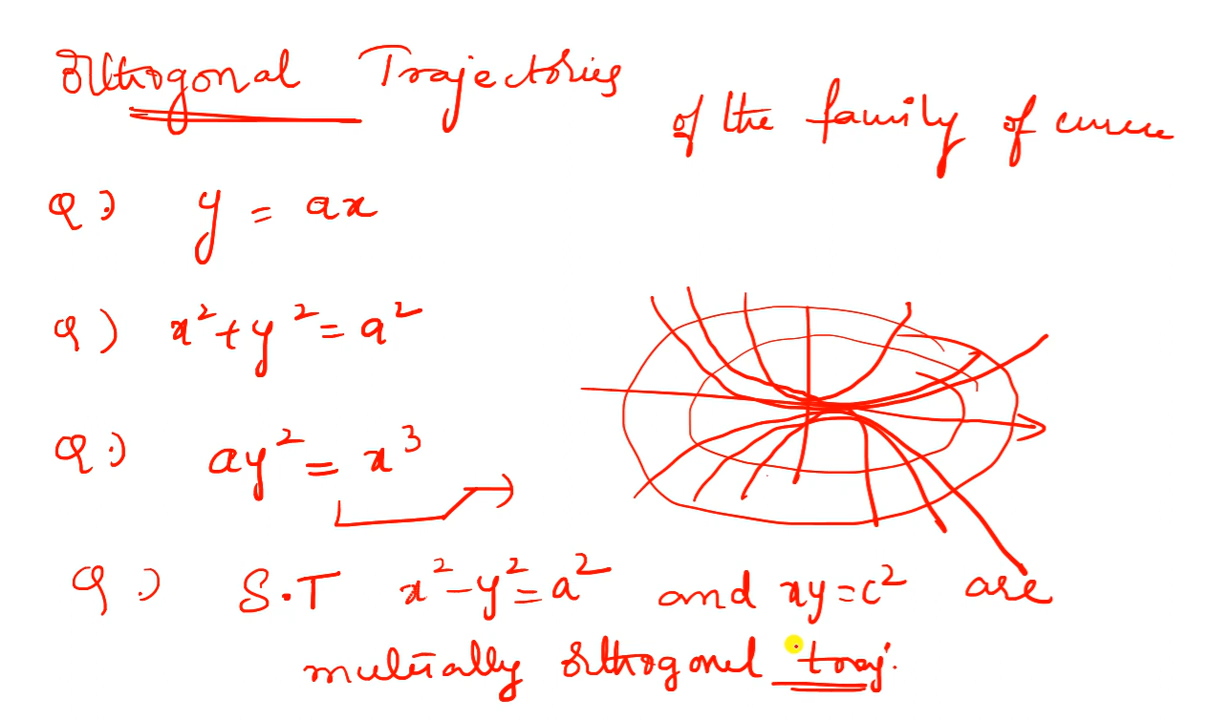 Orthogonal Trajectories
of the family of curve
Q:) y = ax
Q) x²+y²=a²
Q:) ay² = x³
Q:) S.T x²-y²=a² and xy=c² are
mutually orthogonal traj.